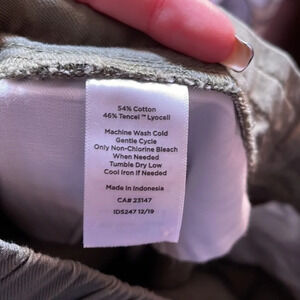 54% Cotton
46% Tencel™ Lyocell
Machine Wash Cold
Gentle Cycle
Only Non-Chlorine Bleach
When Needed
Tumble Dry Low
Cool Iron If Needed
Made In Indonesia
CA# 23147
ID5247 12/19